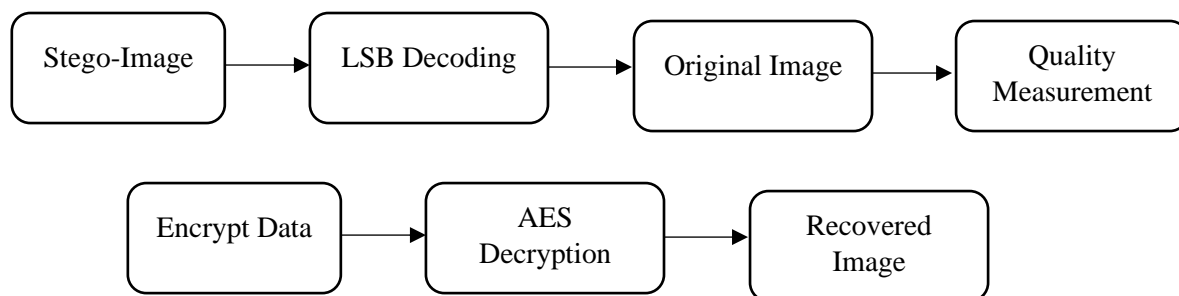 Stego-Image
LSB Decoding
Original Image
Quality
Measurement
Encrypt Data
AES
Decryption
Recovered
Image